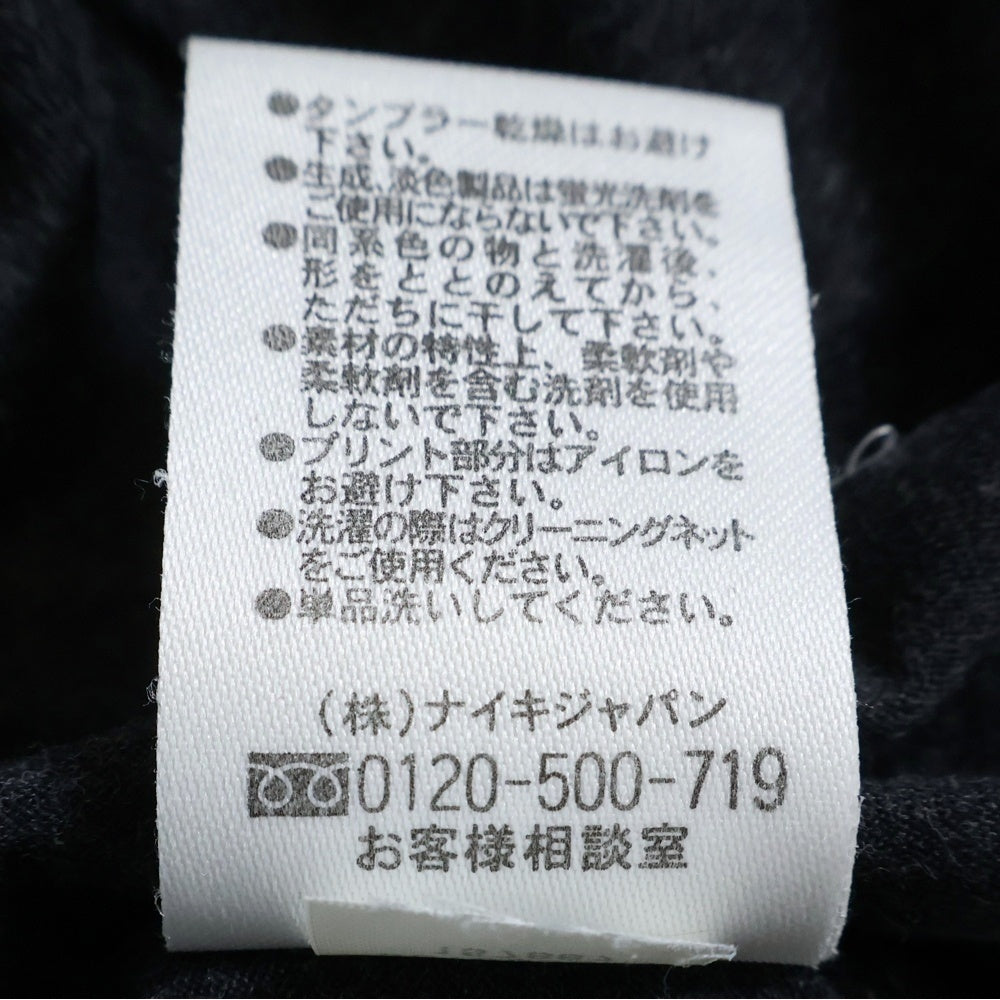 ●タンブラー乾燥はお避け
下さい。
●生成、淡色製品は蛍光洗剤を
ご使用にならないで下さい。
●同系色の物と洗濯後、
形をととのえてから、
ただちに干して下さい。
●素材の特性上、柔軟剤や
柔軟剤を含む洗剤を使用
しないで下さい。
●プリント部分はアイロンを
お避け下さい。
●洗濯の際はクリーニングネット
をご使用ください。
●単品洗いしてください。
(株)ナイキジャパン
0120-500-719
お客様相談室